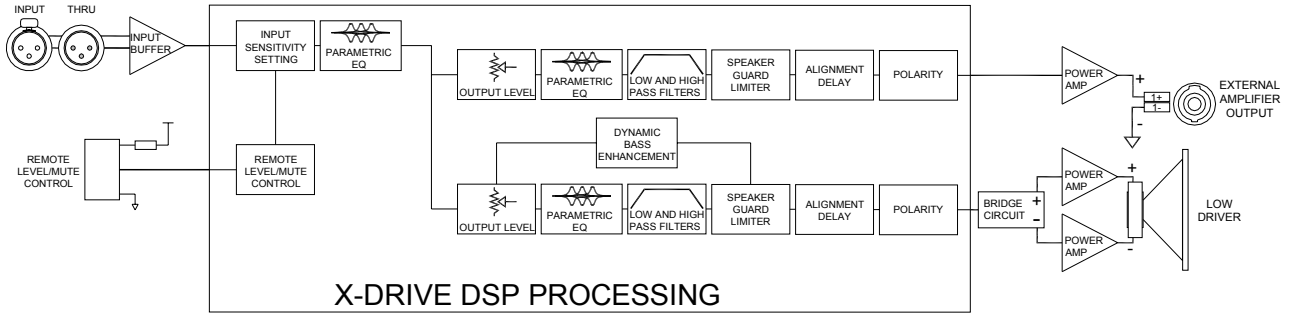 INPUT
THRU
INPUT
BUFFER
INPUT
SENSITIVITY
SETTING
PARAMETRIC
EQ
OUTPUT LEVEL
PARAMETRIC
EQ
LOW AND HIGH
PASS FILTERS
SPEAKER
GUARD
LIMITER
ALIGNMENT
DELAY
POLARITY
POWER
AMP
+
-
1+
1-
EXTERNAL
AMPLIFIER
OUTPUT
REMOTE
LEVEL/MUTE
CONTROL
REMOTE
LEVEL/MUTE
CONTROL
DYNAMIC
BASS
ENHANCEMENT
OUTPUT LEVEL
PARAMETRIC
EQ
LOW AND HIGH
PASS FILTERS
SPEAKER
GUARD
LIMITER
ALIGNMENT
DELAY
POLARITY
BRIDGE
CIRCUIT
+
-
POWER
AMP
+
POWER
AMP
-
LOW
DRIVER
X-DRIVE DSP PROCESSING